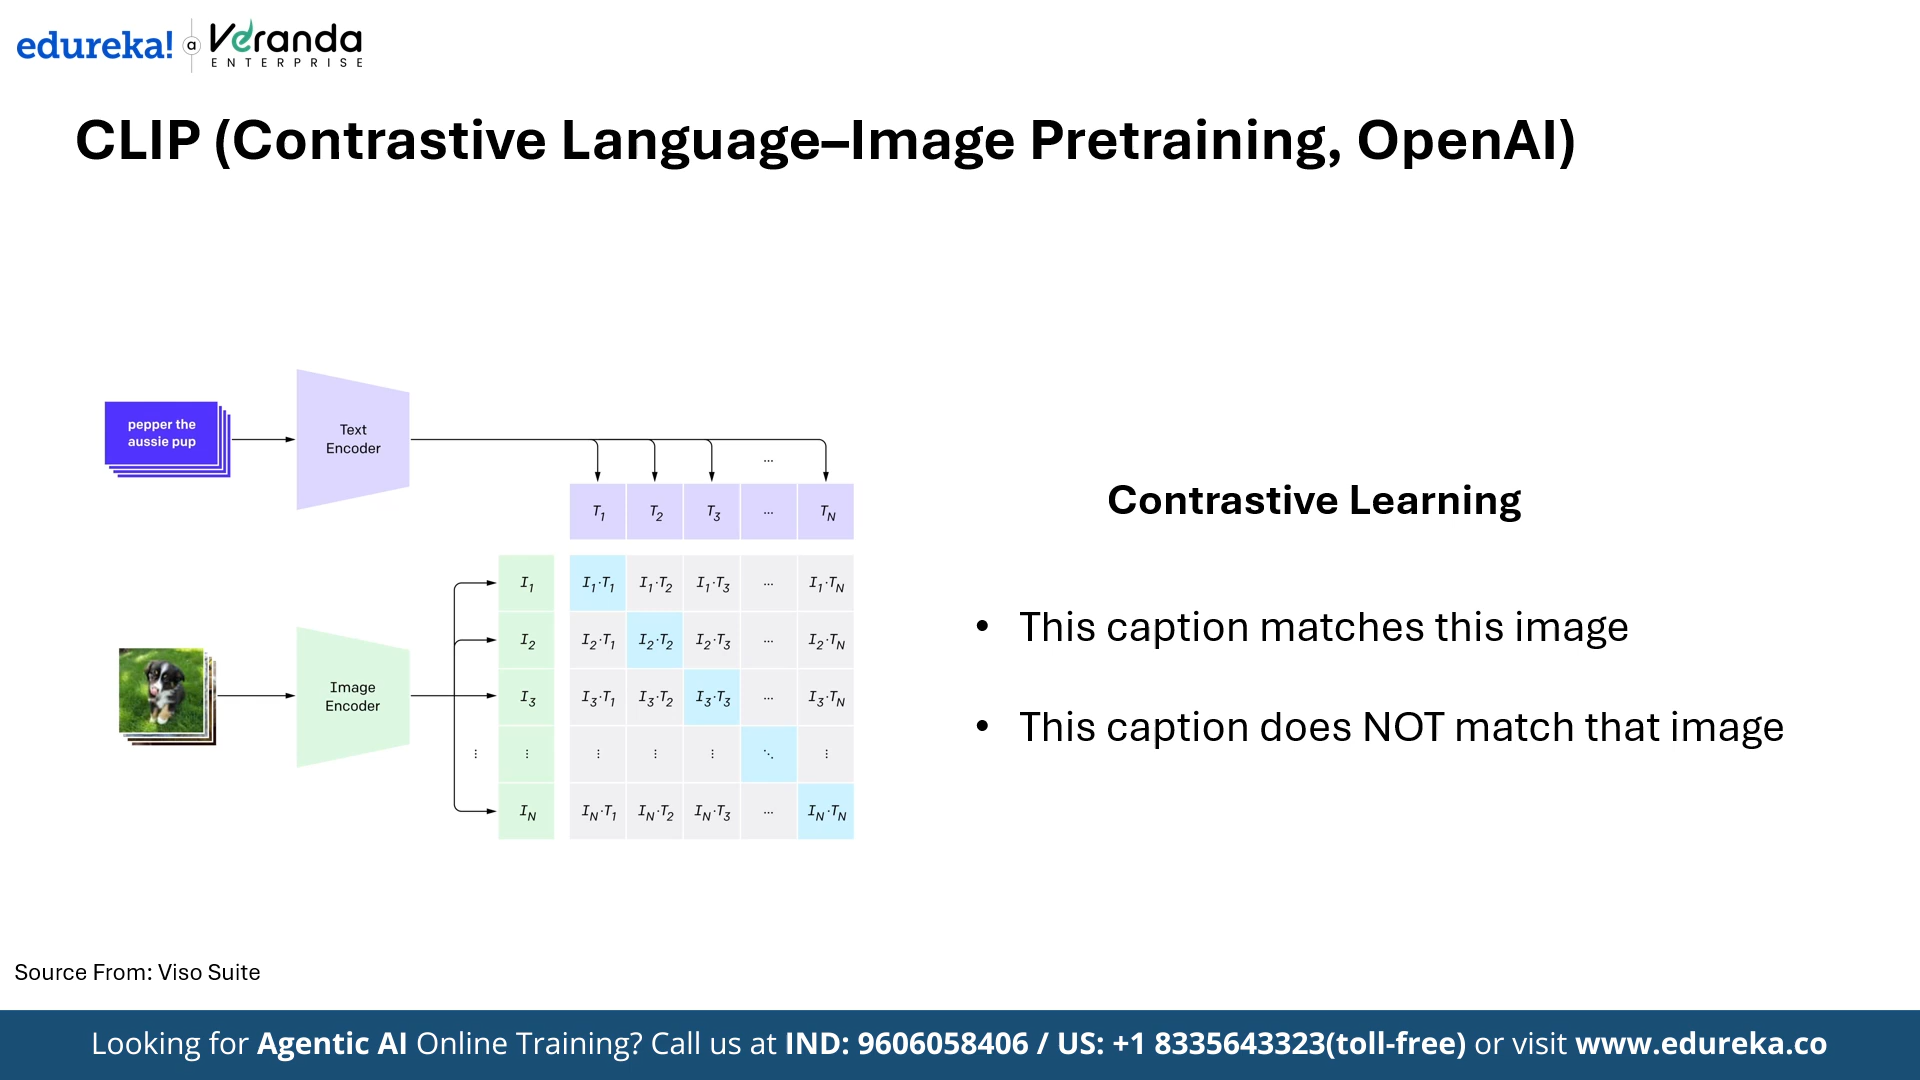 edureka! a Veranda
ENTERPRISE
CLIP (Contrastive Language–Image Pretraining, OpenAI)
pepper the
aussie pup
Text
Encoder
...
T1 T2 T3 ... TN
I1 I1·T1 I1·T2 I1·T3 ... I1·TN
I2 I2·T1 I2·T2 I2·T3 ... I2·TN
Image
Encoder
I3 I3·T1 I3·T2 I3·T3 ... I3·TN
⋮ ⋮ ⋮ ⋮ ⋮ ⋱ ⋮
IN IN·T1 IN·T2 IN·T3 ... IN·TN
Contrastive Learning
• This caption matches this image
• This caption does NOT match that image
Source From: Viso Suite
Looking for Agentic AI Online Training? Call us at IND: 9606058406 / US: +1 8335643323(toll-free) or visit www.edureka.co